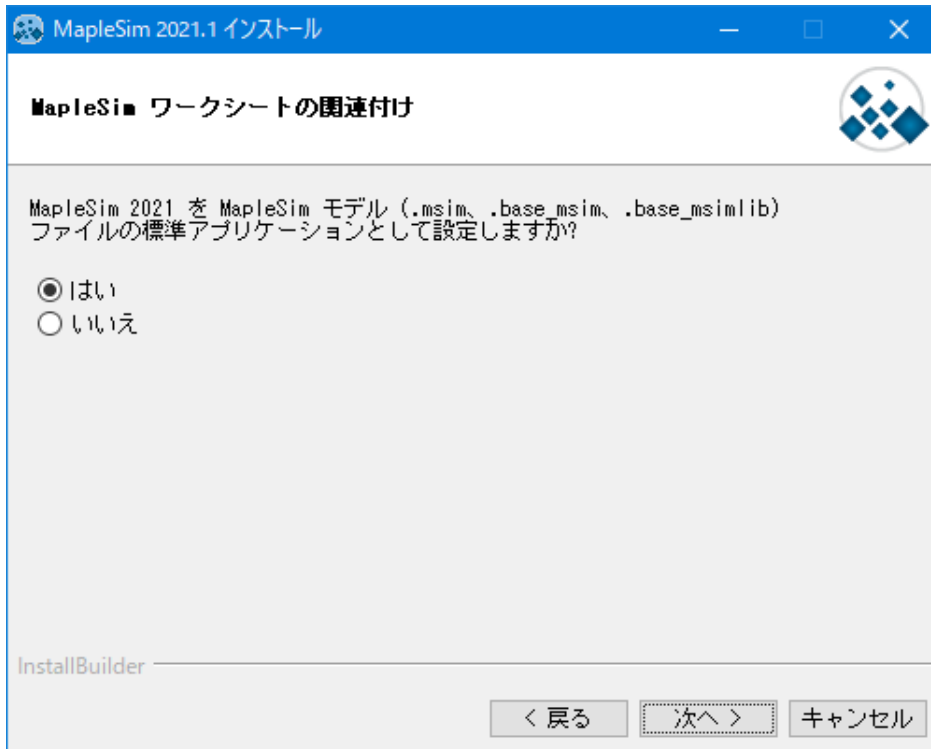 MapleSim 2021.1 インストール
MapleSim ワークシートの関連付け
MapleSim 2021 を MapleSim モデル (.msim、.base_msim、.base_msimlib)
ファイルの標準アプリケーションとして設定しますか?
はい
いいえ
InstallBuilder
< 戻る 次へ > キャンセル